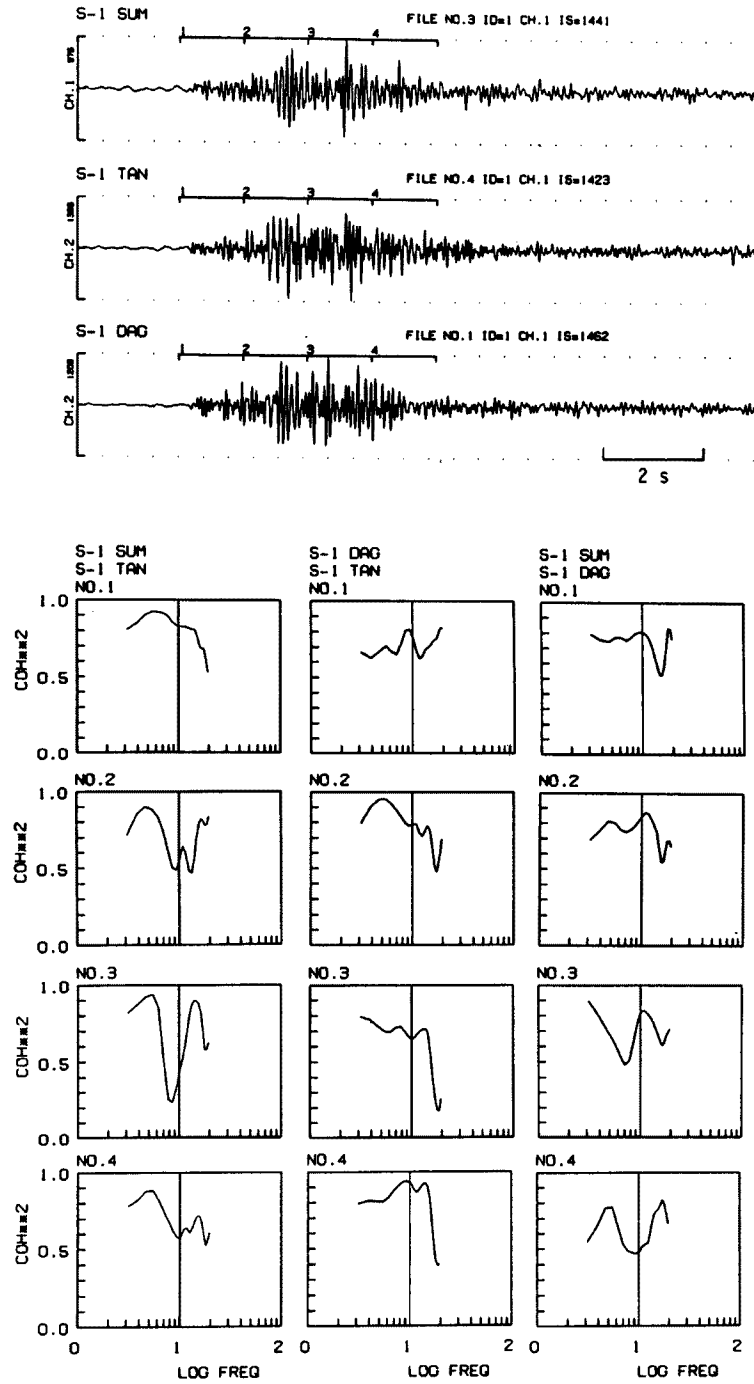 S-1 SUM
FILE NO.3 ID=1 CH.1 IS=1441
1 2 3 4
CH.1 976
S-1 TAN
FILE NO.4 ID=1 CH.1 IS=1423
1 2 3 4
CH.2
S-1 DAG
FILE NO.1 ID=1 CH.1 IS=1462
1 2 3 4
CH.2
2 s
S-1 SUM S-1 DAG S-1 SUM
S-1 TAN S-1 TAN S-1 DAG
NO.1 NO.1 NO.1
1.0
COH**2
0.5
0.0
NO.2 NO.2 NO.2
1.0
COH**2
0.5
0.0
NO.3 NO.3 NO.3
1.0
COH**2
0.5
0.0
NO.4 NO.4 NO.4
1.0
COH**2
0.5
0.0
0 1 2 0 1 2 0 1 2
LOG FREQ LOG FREQ LOG FREQ